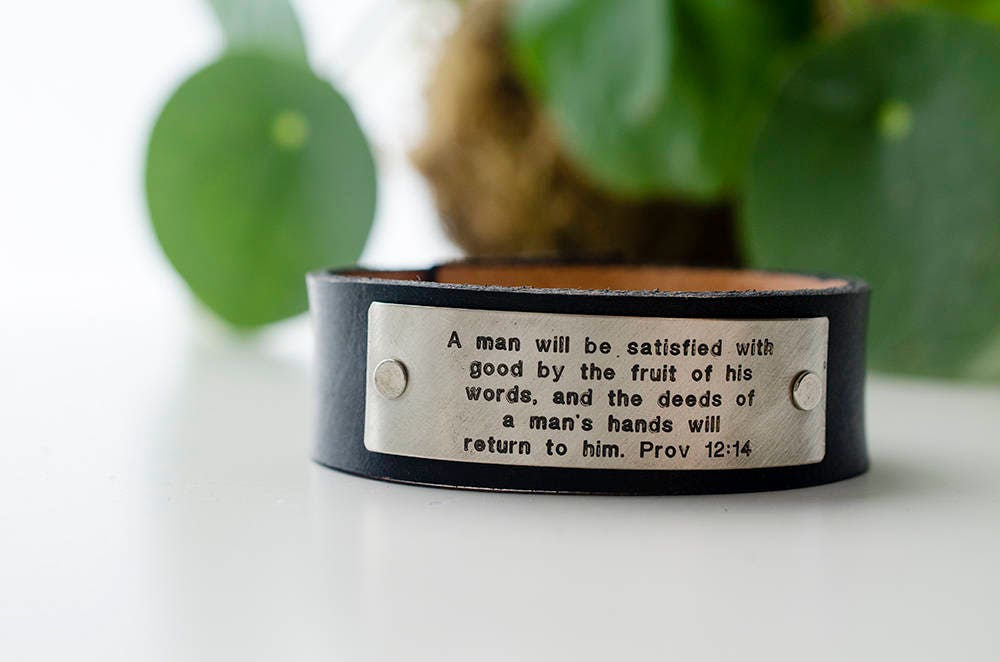 A man will be satisfied with
good by the fruit of his
words, and the deeds of
a man's hands will
return to him. Prov 12:14